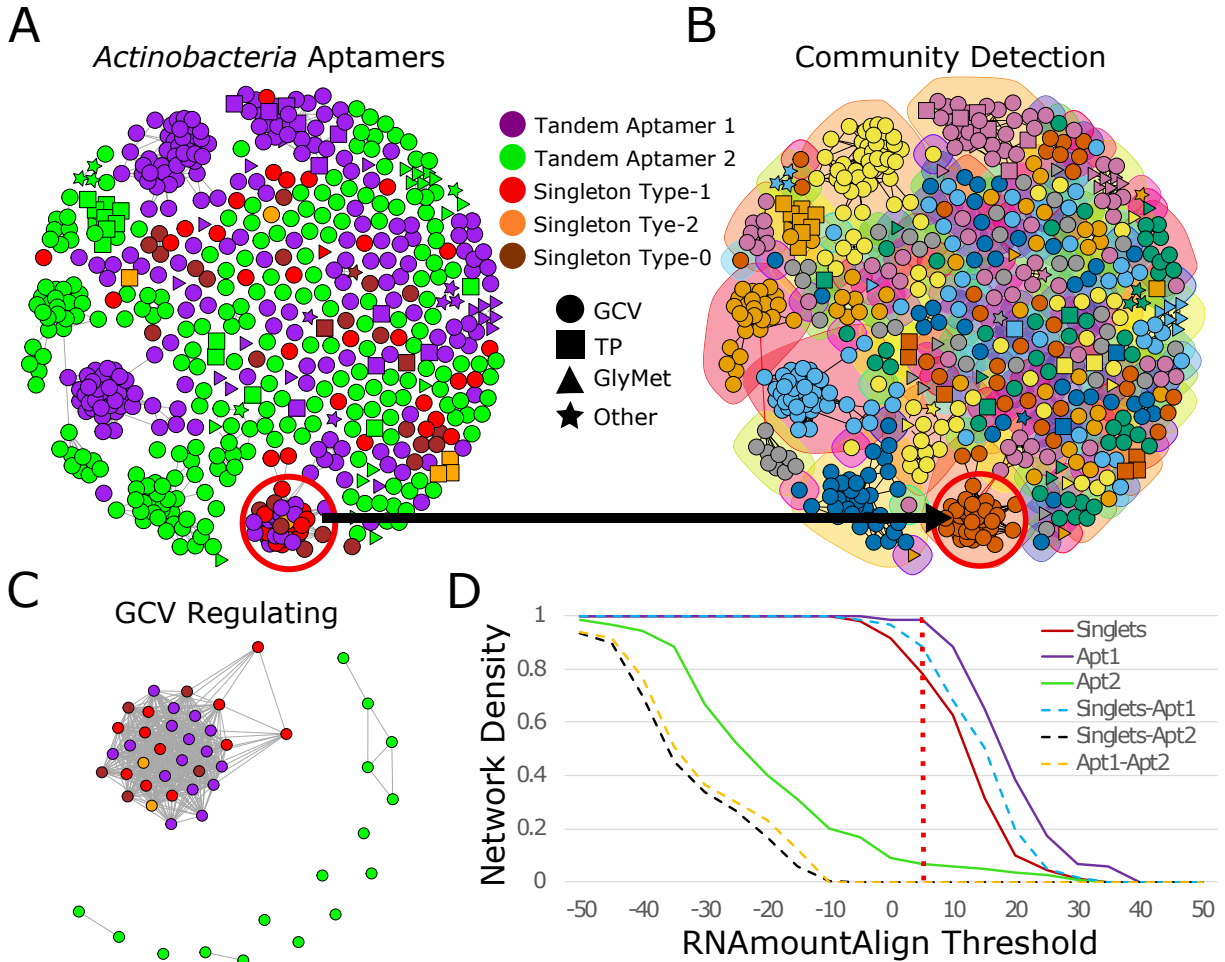 A
Actinobacteria Aptamers
Tandem Aptamer 1
Tandem Aptamer 2
Singleton Type-1
Singleton Tye-2
Singleton Type-0
GCV
TP
GlyMet
Other
B
Community Detection
C
GCV Regulating
D
Network Density
1
0.8
0.6
0.4
0.2
0
-50 -40 -30 -20 -10 0 10 20 30 40 50
RNAmountAlign Threshold
Singlets
Apt1
Apt2
Singlets-Apt1
Singlets-Apt2
Apt1-Apt2